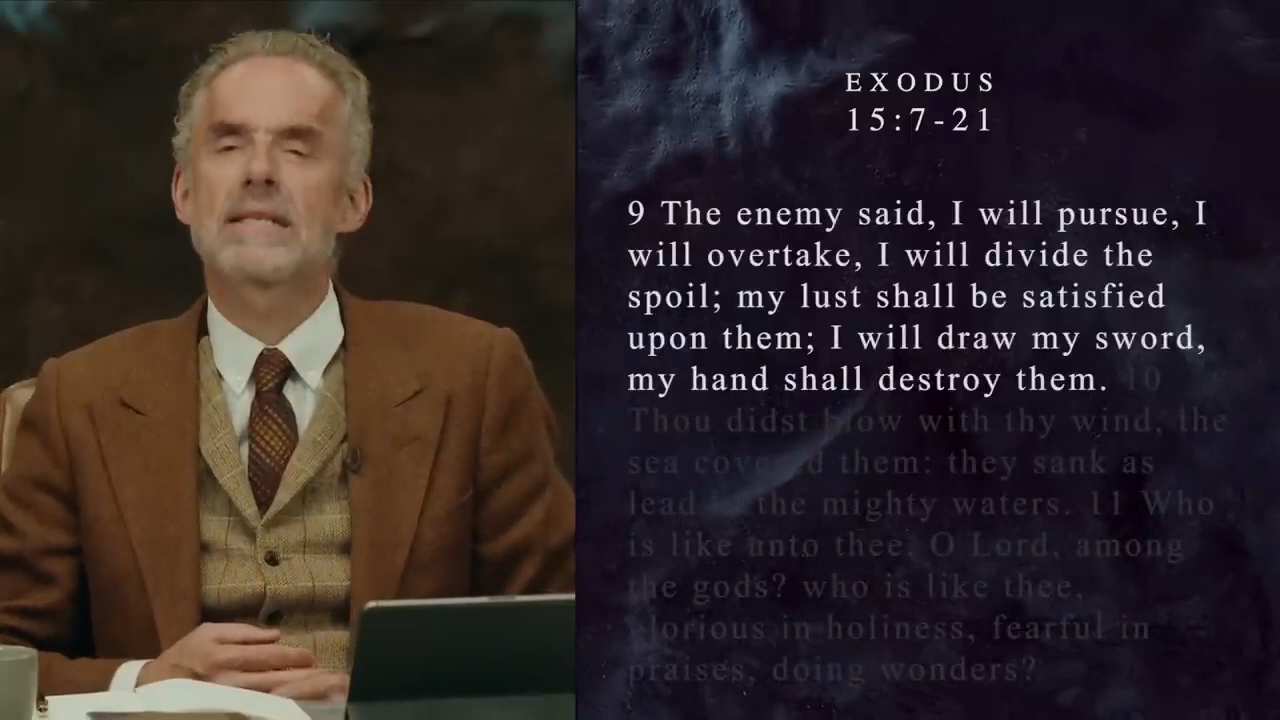 EXODUS
15:7-21
9 The enemy said, I will pursue, I
will overtake, I will divide the
spoil; my lust shall be satisfied
upon them; I will draw my sword,
my hand shall destroy them. 10
Thou didst blow with thy wind, the
sea covered them: they sank as
lead the mighty waters. 11 Who
is like unto thee, O Lord, among
the gods? who is like thee,
glorious in holiness, fearful in
praises, doing wonders?